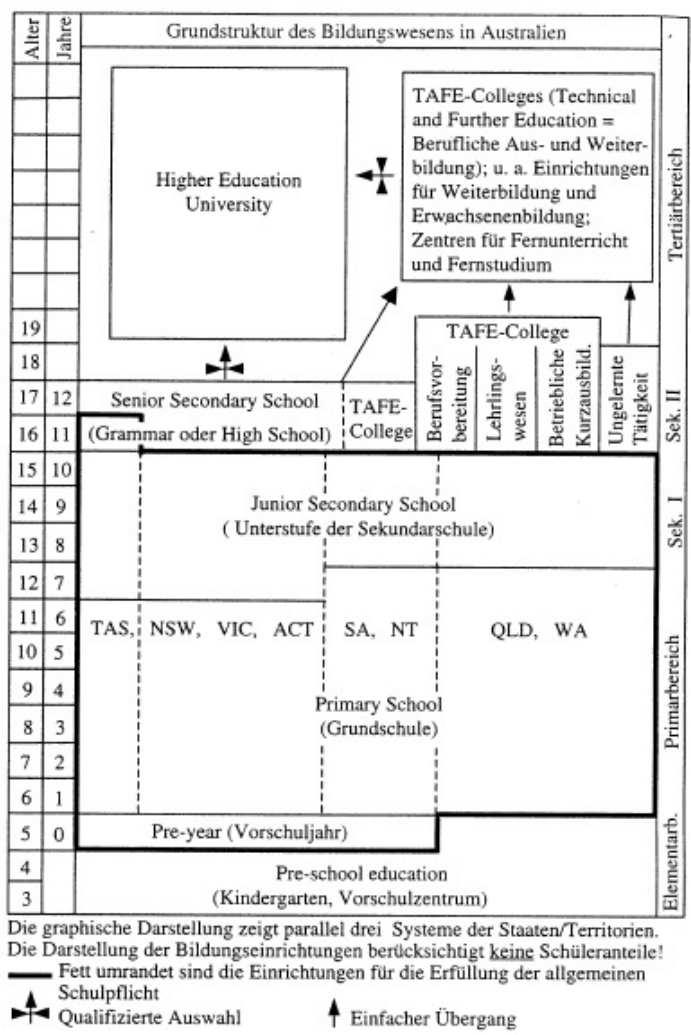 Alter
Jahre
Grundstruktur des Bildungswesens in Australien
Higher Education
University
TAFE-Colleges (Technical
and Further Education =
Berufliche Aus- und Weiter-
bildung); u. a. Einrichtungen
für Weiterbildung und
Erwachsenenbildung;
Zentren für Fernunterricht
und Fernstudium
Tertiärbereich
19
18
TAFE-College
Berufsvor-
bereitung
Lehrlings-
wesen
Betriebliche
Kurzausbild.
Ungelernte
Tätigkeit
17 12
Senior Secondary School
(Grammar oder High School)
TAFE-
College
16 11
Sek. II
15 10
14 9
13 8
12 7
Junior Secondary School
( Unterstufe der Sekundarschule)
Sek. I
11 6
TAS, NSW, VIC, ACT SA, NT QLD, WA
10 5
9 4
8 3
7 2
6 1
Primary School
(Grundschule)
Primarbereich
5 0
Pre-year (Vorschuljahr)
4
3
Pre-school education
(Kindergarten, Vorschulzentrum)
Elementarb.
Die graphische Darstellung zeigt parallel drei Systeme der Staaten/Territorien.
Die Darstellung der Bildungseinrichtungen berücksichtigt keine Schüleranteile!
Fett umrandet sind die Einrichtungen für die Erfüllung der allgemeinen
Schulpflicht
Qualifizierte Auswahl
Einfacher Übergang